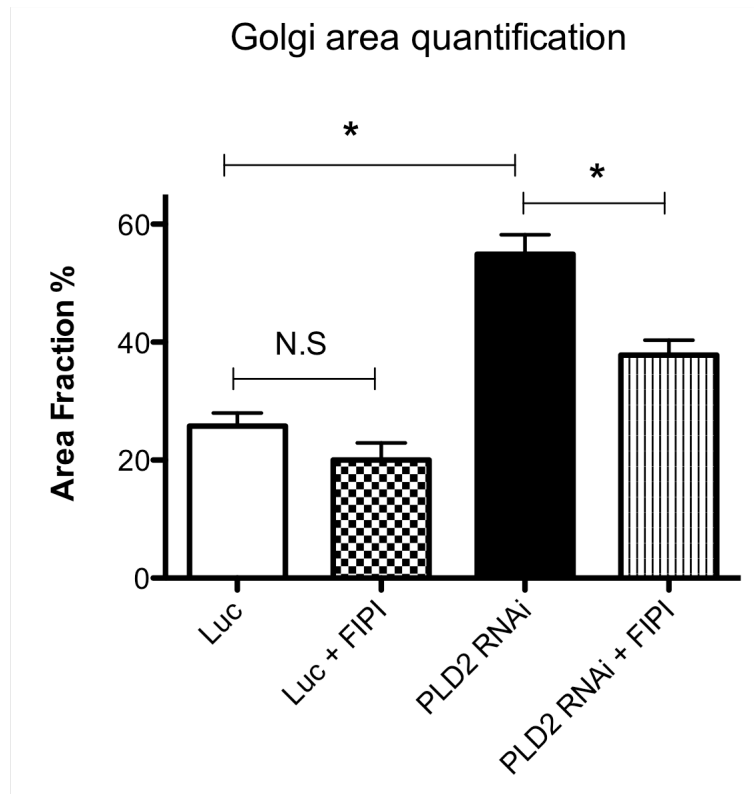 Golgi area quantification
*
*
60
40
20
0
N.S
Area Fraction %
Luc
Luc + FIPI
PLD2 RNAi
PLD2 RNAi + FIPI